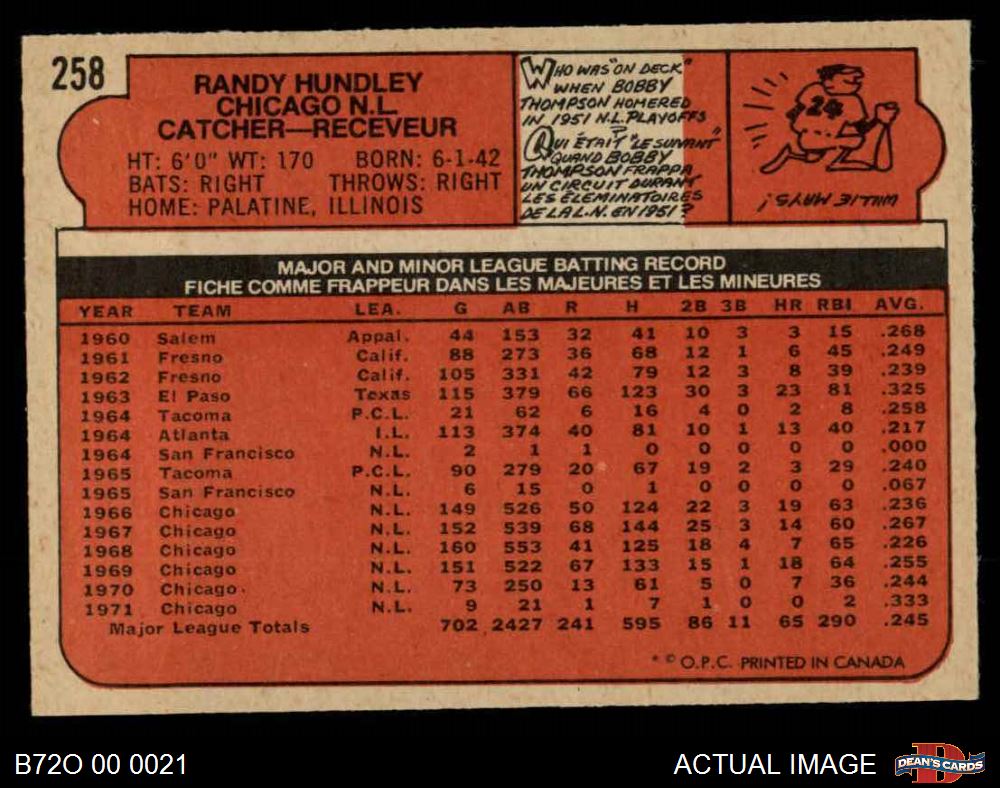 258
RANDY HUNDLEY
CHICAGO N.L.
CATCHER—RECEVEUR
HT: 6'0" WT: 170 BORN: 6-1-42
BATS: RIGHT THROWS: RIGHT
HOME: PALATINE, ILLINOIS
WHO WAS "ON DECK"
WHEN BOBBY
THOMPSON HOMERED
IN 1951 N.L. PLAYOFFS
?
QUI ÉTAIT "LE SUIVANT"
QUAND BOBBY
THOMPSON FRAPPA
UN CIRCUIT DURANT
LES ÉLEMINATOIRES
DE LA L.N. EN 1951?
24
WILLIE MAYS!
MAJOR AND MINOR LEAGUE BATTING RECORD
FICHE COMME FRAPPEUR DANS LES MAJEURES ET LES MINEURES
YEAR TEAM LEA. G AB R H 2B 3B HR RBI AVG.
1960 Salem Appal. 44 153 32 41 10 3 3 15 .268
1961 Fresno Calif. 88 273 36 68 12 1 6 45 .249
1962 Fresno Calif. 105 331 42 79 12 3 8 39 .239
1963 El Paso Texas 115 379 66 123 30 3 23 81 .325
1964 Tacoma P.C.L. 21 62 6 16 4 0 2 8 .258
1964 Atlanta I.L. 113 374 40 81 10 1 13 40 .217
1964 San Francisco N.L. 2 1 1 0 0 0 0 0 .000
1965 Tacoma P.C.L. 90 279 20 67 19 2 3 29 .240
1965 San Francisco N.L. 6 15 0 1 0 0 0 0 .067
1966 Chicago N.L. 149 526 50 124 22 3 19 63 .236
1967 Chicago N.L. 152 539 68 144 25 3 14 60 .267
1968 Chicago N.L. 160 553 41 125 18 4 7 65 .226
1969 Chicago N.L. 151 522 67 133 15 1 18 64 .255
1970 Chicago N.L. 73 250 13 61 5 0 7 36 .244
1971 Chicago N.L. 9 21 1 7 1 0 0 2 .333
Major League Totals 702 2427 241 595 86 11 65 290 .245
* © O.P.C. PRINTED IN CANADA
B72O 00 0021
ACTUAL IMAGE
DEAN'S CARDS